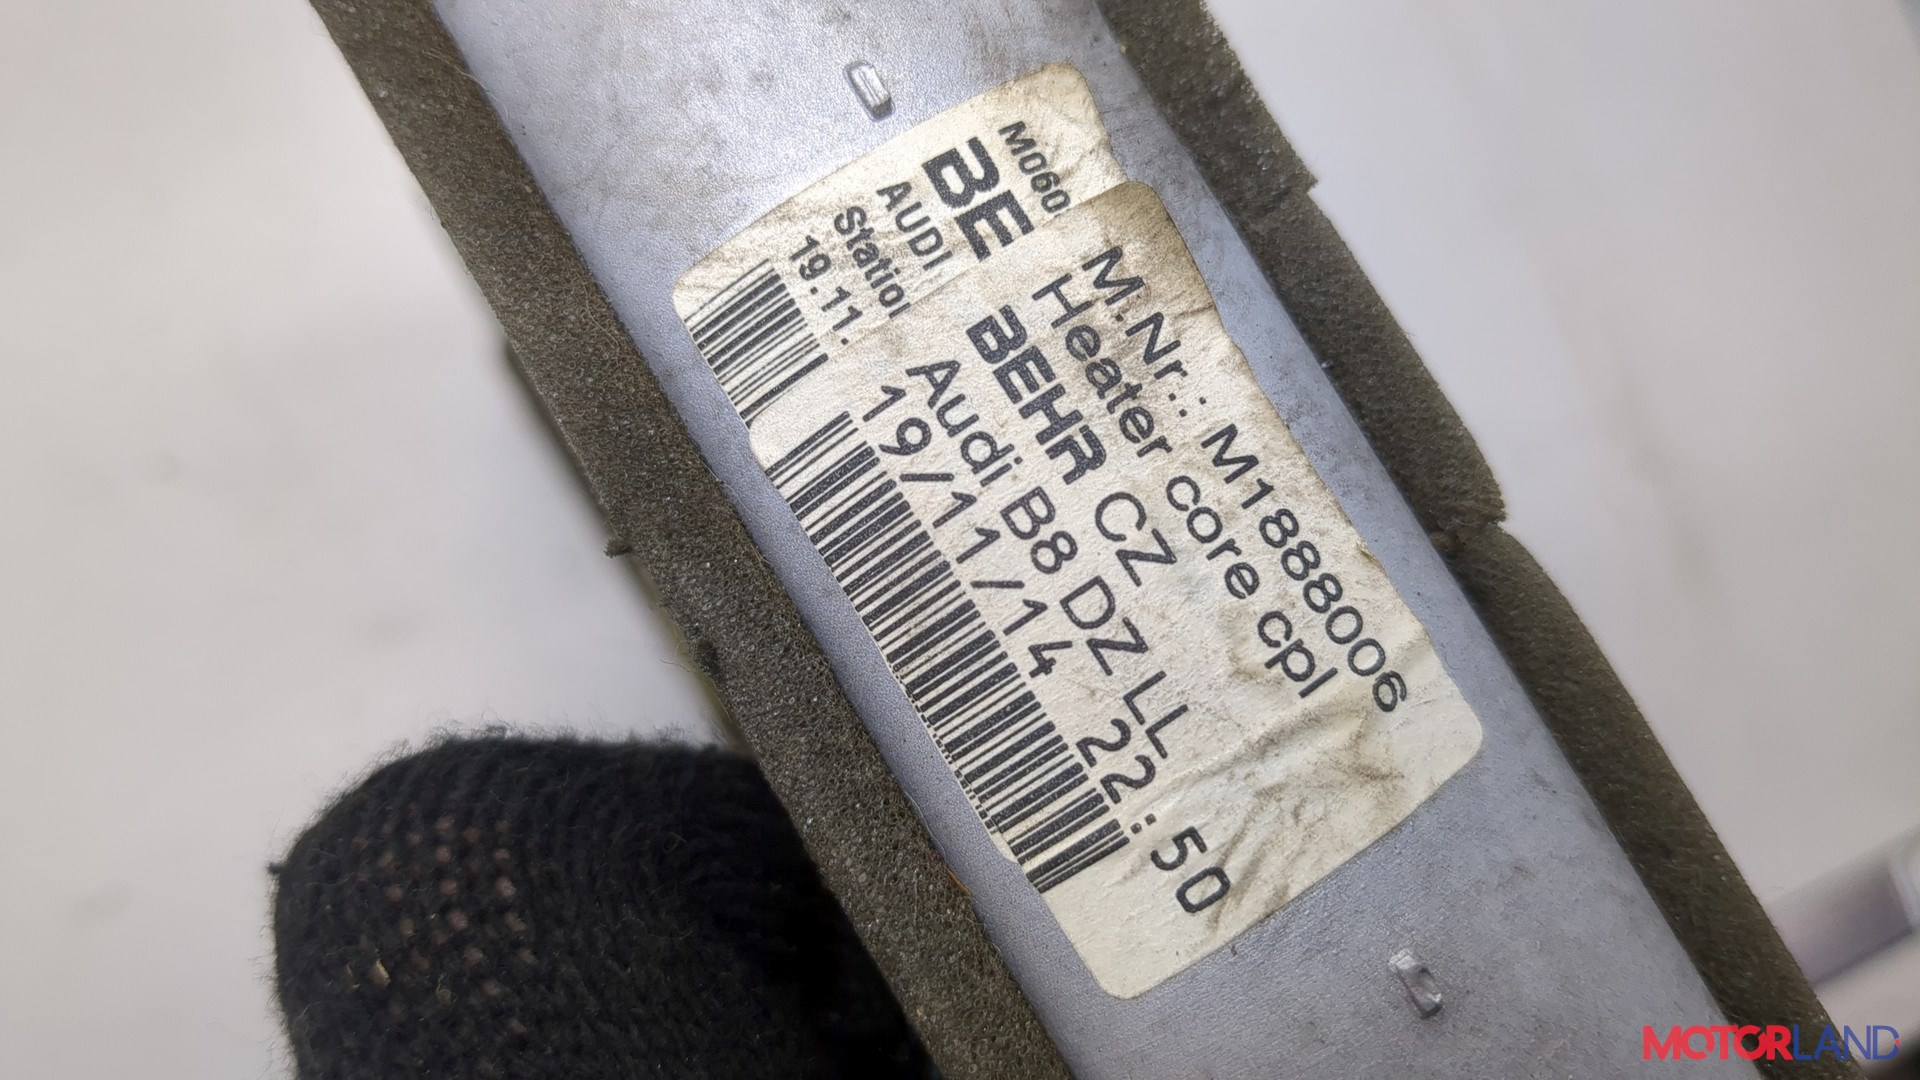 M060
BE
AUDI
Station
19.11.
M.Nr.: M1888006
Heater core cpl
BEHR CZ
Audi B8 DZ LL
19/11/14 22:50
MOTORLAND